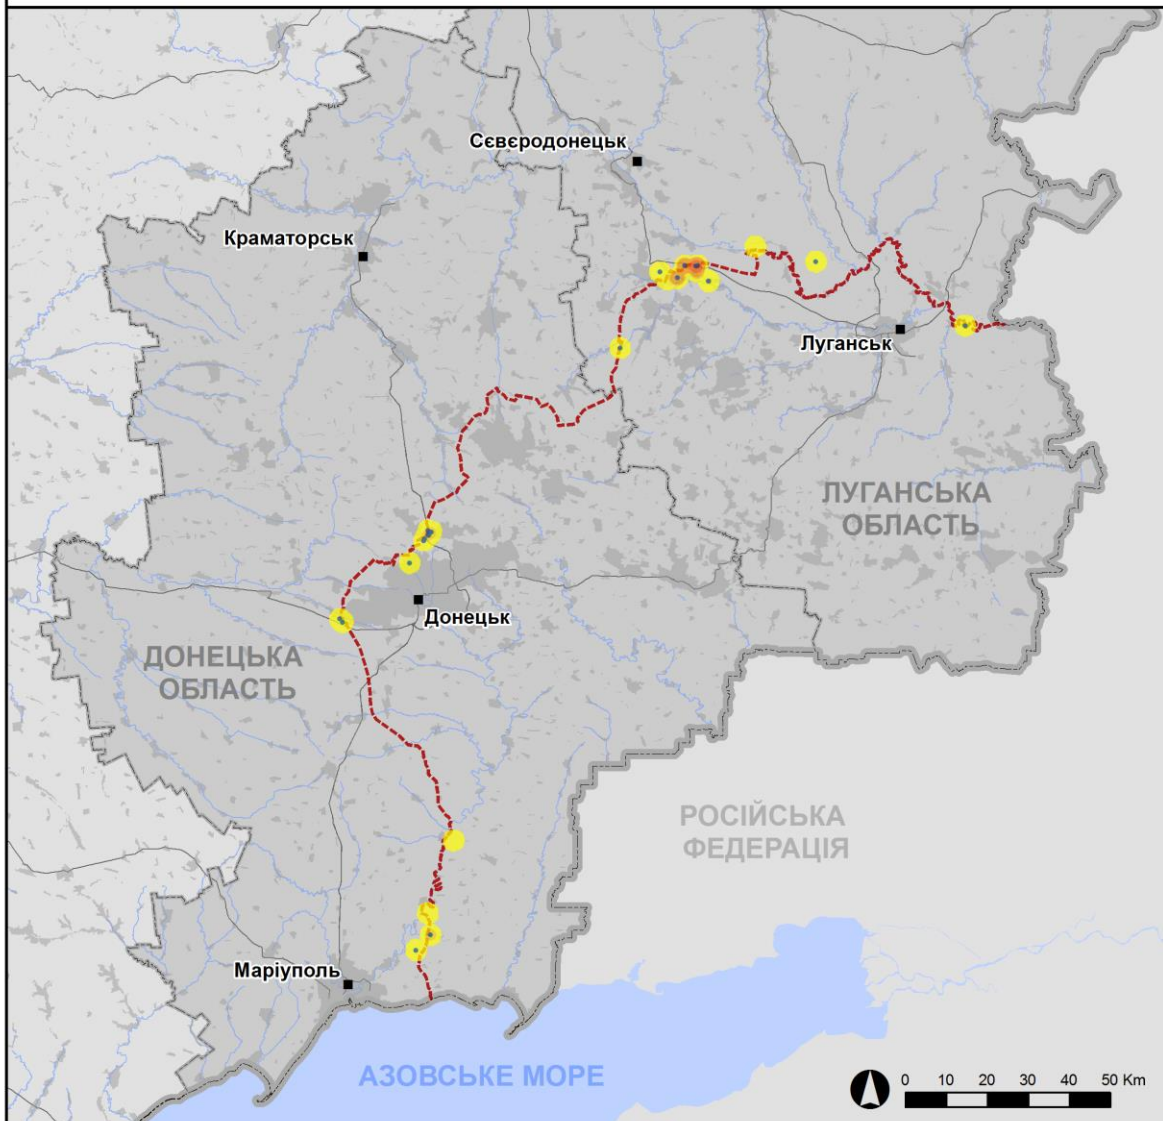 Сєвєродонецьк
Краматорськ
Луганськ
ЛУГАНСЬКА
ОБЛАСТЬ
Донецьк
ДОНЕЦЬКА
ОБЛАСТЬ
РОСІЙСЬКА
ФЕДЕРАЦІЯ
Маріуполь
АЗОВСЬКЕ МОРЕ
0 10 20 30 40 50 Km